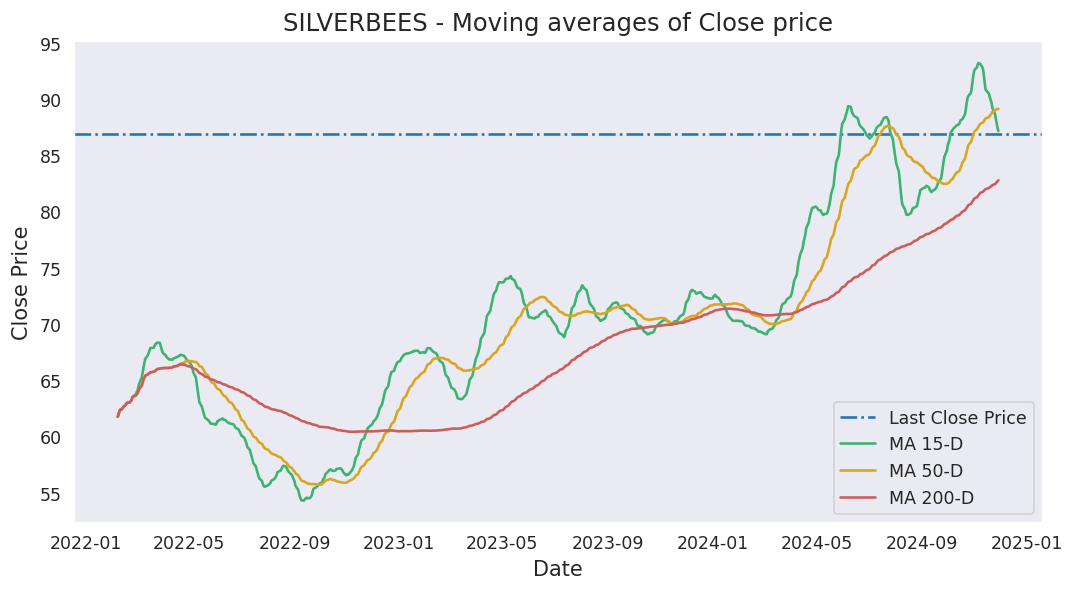 SILVERBEES - Moving averages of Close price
95
90
85
80
75
70
65
60
55
Close Price
2022-01 2022-05 2022-09 2023-01 2023-05 2023-09 2024-01 2024-05 2024-09 2025-01
Date
Last Close Price
MA 15-D
MA 50-D
MA 200-D